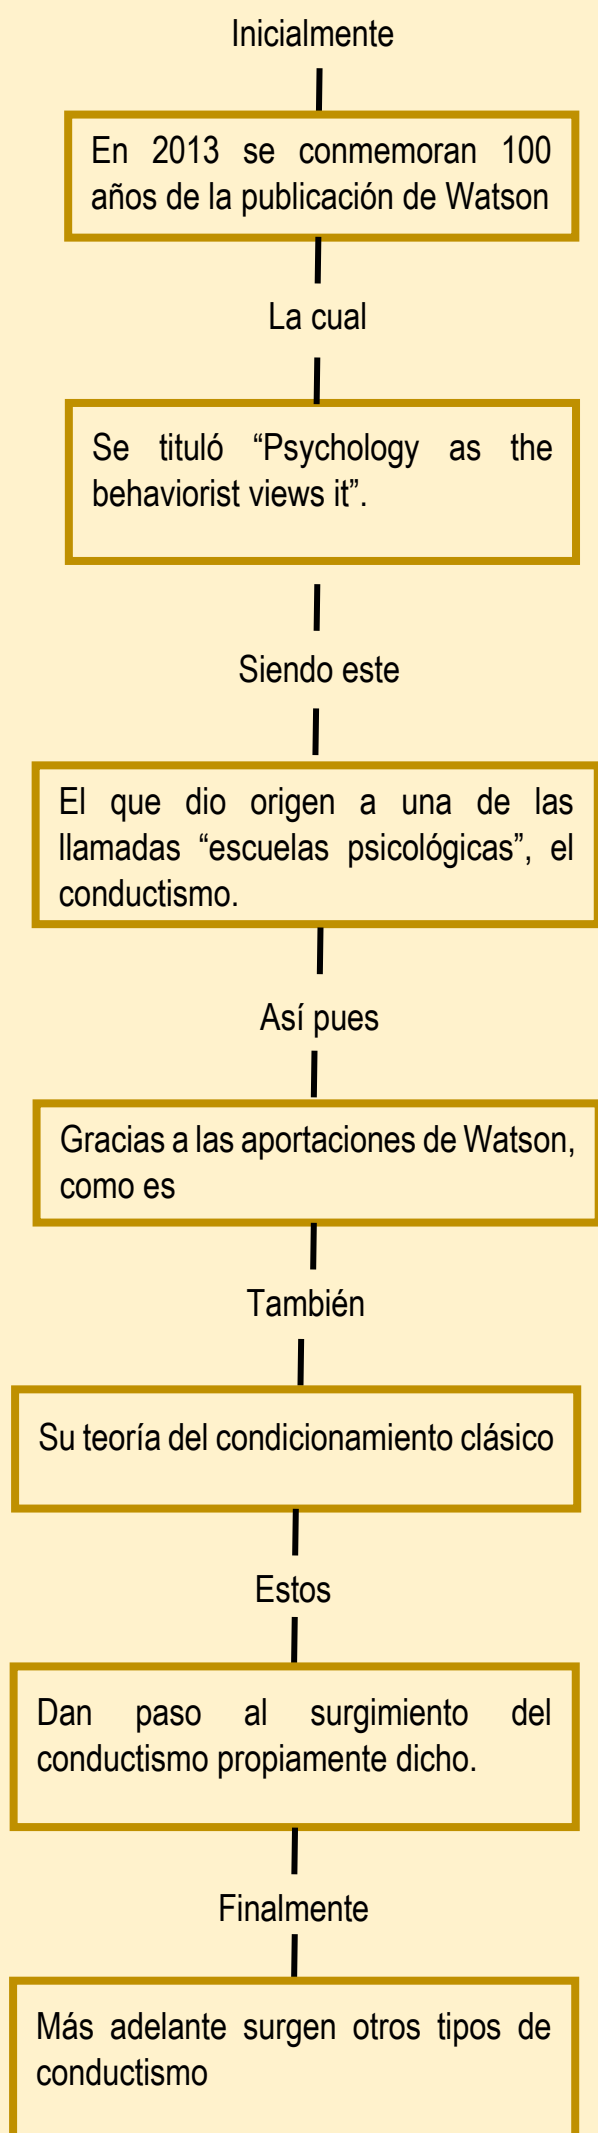 Inicialmente
En 2013 se conmemoran 100
años de la publicación de Watson
La cual
Se tituló “Psychology as the
behaviorist views it”.
Siendo este
El que dio origen a una de las
llamadas “escuelas psicológicas”, el
conductismo.
Así pues
Gracias a las aportaciones de Watson,
como es
También
Su teoría del condicionamiento clásico
Estos
Dan paso al surgimiento del
conductismo propiamente dicho.
Finalmente
Más adelante surgen otros tipos de
conductismo